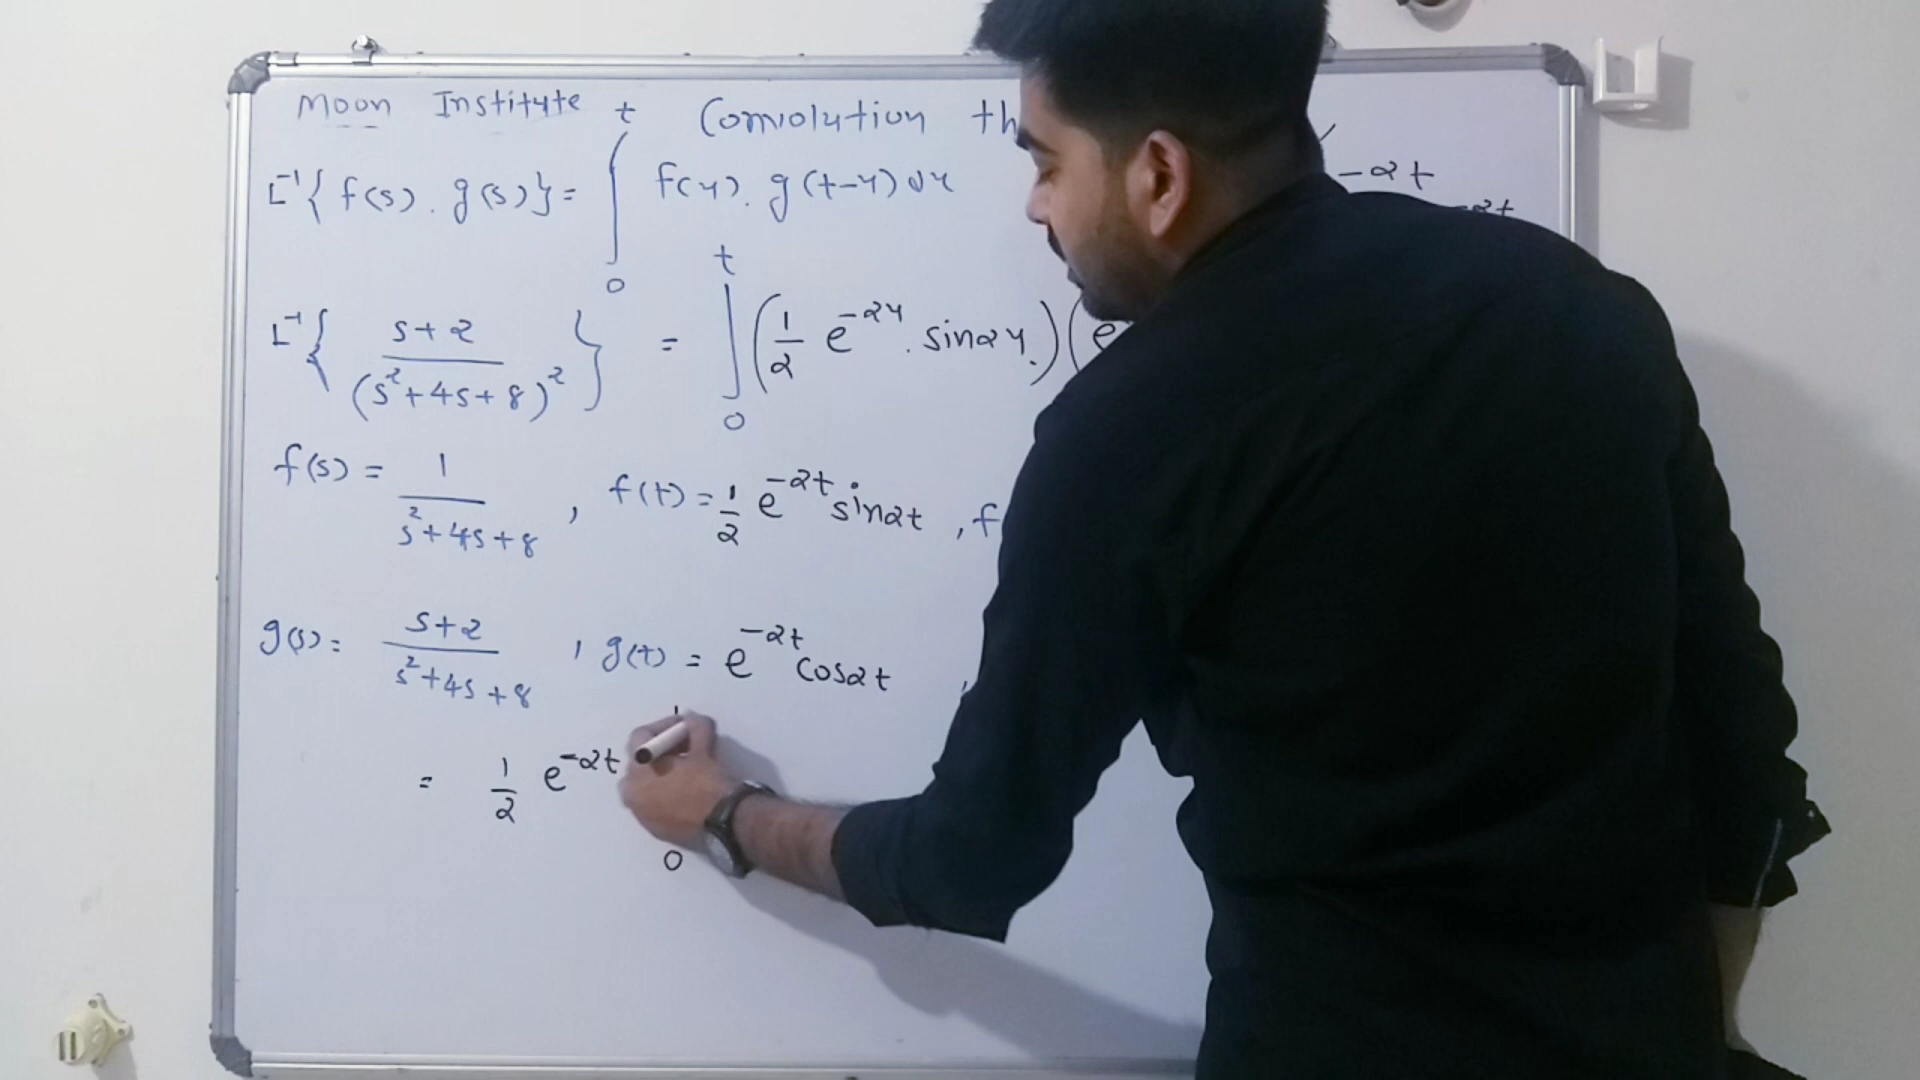 Moon Institute Convolution th
L⁻¹{ f(s) . g(s) } = ∫₀ᵗ f(u) . g(t-u) du
-2t
-2t
L⁻¹{ s+2 / (s²+4s+8)² } = ∫₀ᵗ (1/2 e^-2u . sin2u.) (e
f(s) = 1 / s²+4s+8 , f(t) = 1/2 e^-2t sin2t , f
g(s) = s+2 / s²+4s+8 , g(t) = e^-2t cos2t ,
= 1/2 e^-2t 0